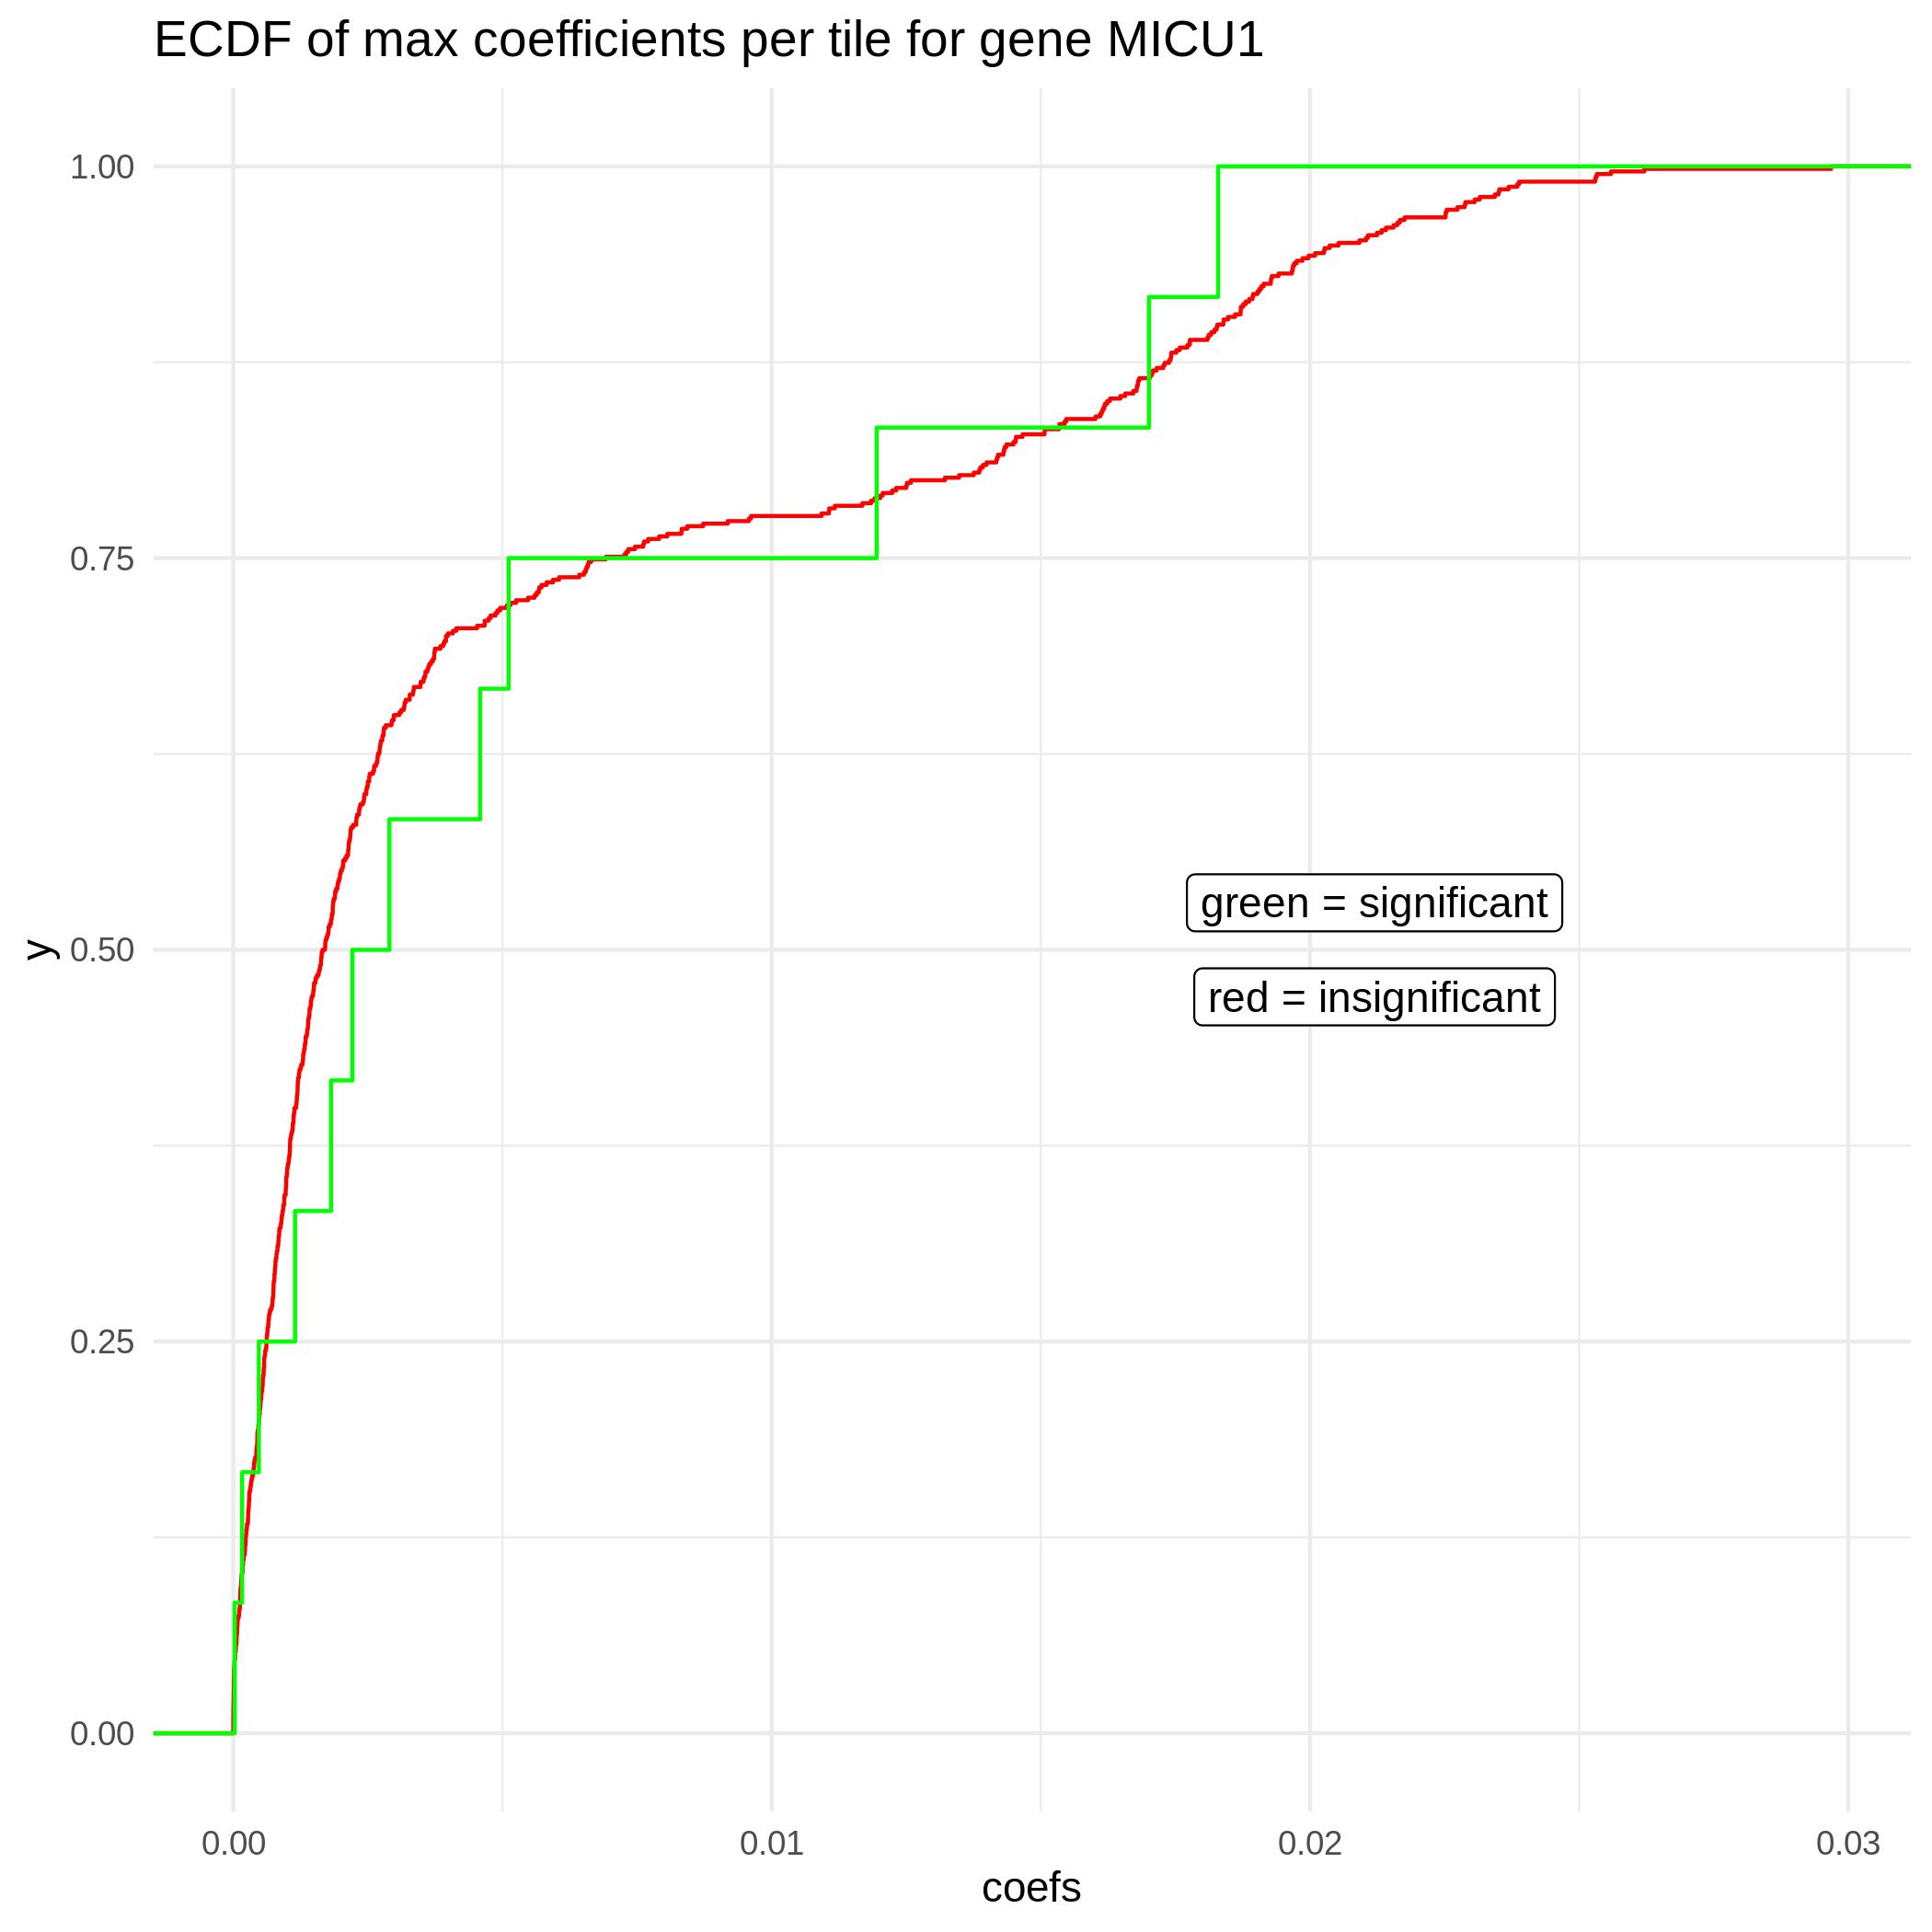 ECDF of max coefficients per tile for gene MICU1
1.00
0.75
y
0.50
0.25
0.00
green = significant
red = insignificant
0.00 0.01 0.02 0.03
coefs